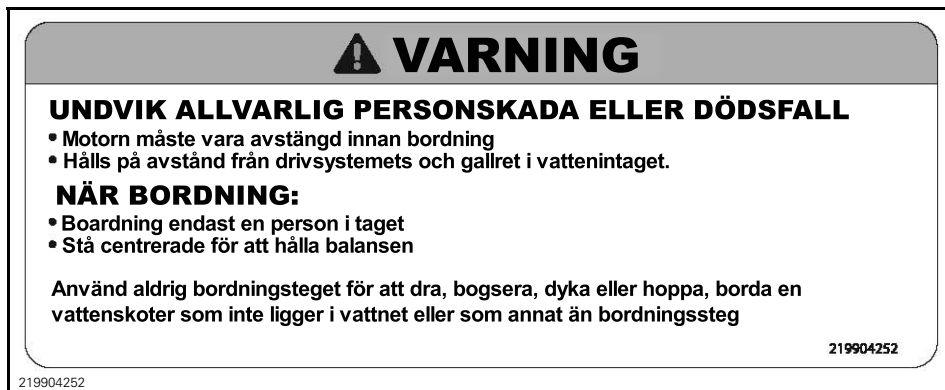 VARNING
UNDVIK ALLVARLIG PERSONSKADA ELLER DÖDSFALL
• Motorn måste vara avstängd innan bordning
• Hålls på avstånd från drivsystemets och gallret i vattenintaget.
NÄR BORDNING:
• Boardning endast en person i taget
• Stå centrerade för att hålla balansen
Använd aldrig bordningsteget för att dra, bogsera, dyka eller hoppa, borda en
vattenskoter som inte ligger i vattnet eller som annat än bordningssteg
219904252
219904252